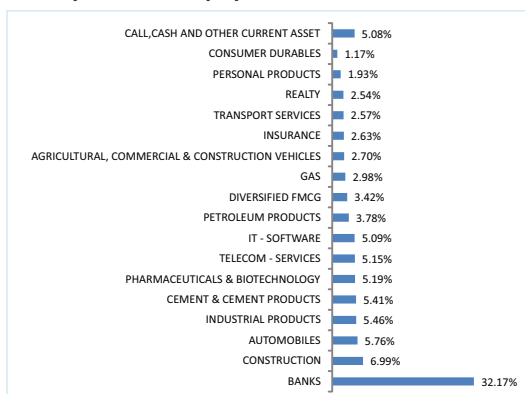 CALL,CASH AND OTHER CURRENT ASSET 5.08%
CONSUMER DURABLES 1.17%
PERSONAL PRODUCTS 1.93%
REALTY 2.54%
TRANSPORT SERVICES 2.57%
INSURANCE 2.63%
AGRICULTURAL, COMMERCIAL & CONSTRUCTION VEHICLES 2.70%
GAS 2.98%
DIVERSIFIED FMCG 3.42%
PETROLEUM PRODUCTS 3.78%
IT - SOFTWARE 5.09%
TELECOM - SERVICES 5.15%
PHARMACEUTICALS & BIOTECHNOLOGY 5.19%
CEMENT & CEMENT PRODUCTS 5.41%
INDUSTRIAL PRODUCTS 5.46%
AUTOMOBILES 5.76%
CONSTRUCTION 6.99%
BANKS 32.17%